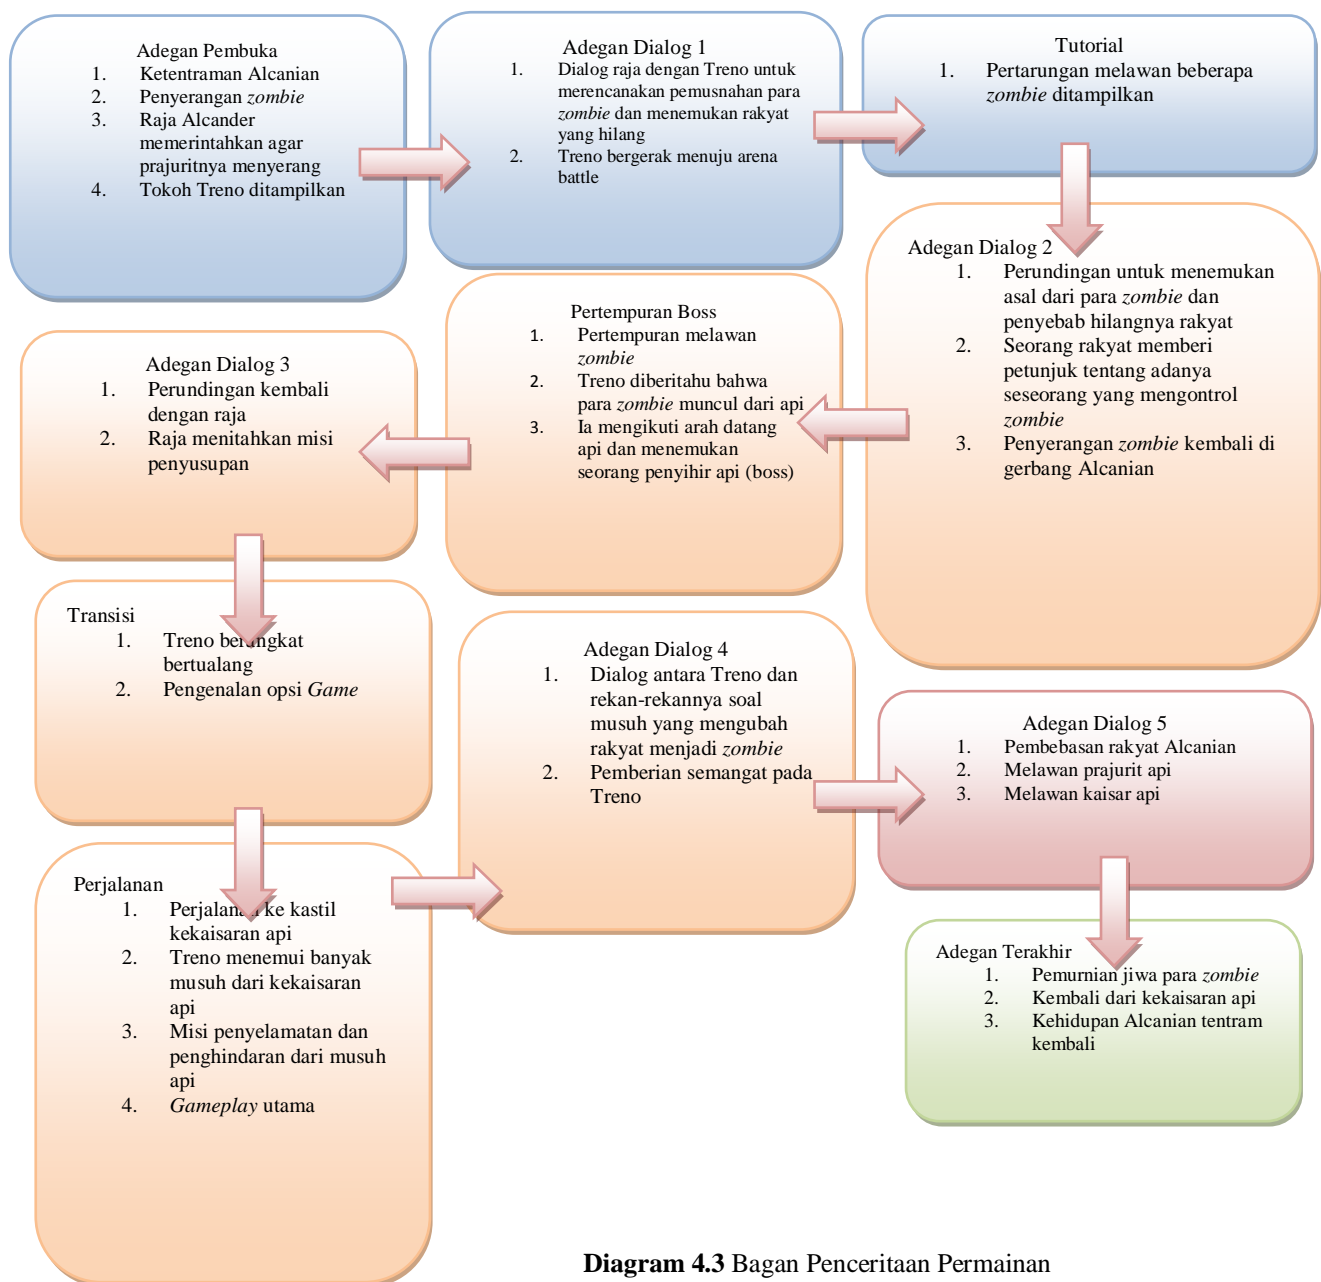 Adegan Pembuka
1. Ketentraman Alcanian
2. Penyerangan zombie
3. Raja Alcander
memerintahkan agar
prajuritnya menyerang
4. Tokoh Treno ditampilkan
Adegan Dialog 1
1. Dialog raja dengan Treno untuk
merencanakan pemusnahan para
zombie dan menemukan rakyat
yang hilang
2. Treno bergerak menuju arena
battle
Tutorial
1. Pertarungan melawan beberapa
zombie ditampilkan
Adegan Dialog 2
1. Perundingan untuk menemukan
asal dari para zombie dan
penyebab hilangnya rakyat
2. Seorang rakyat memberi
petunjuk tentang adanya
seseorang yang mengontrol
zombie
3. Penyerangan zombie kembali di
gerbang Alcanian
Pertempuran Boss
1. Pertempuran melawan
zombie
2. Treno diberitahu bahwa
para zombie muncul dari api
3. Ia mengikuti arah datang
api dan menemukan
seorang penyihir api (boss)
Adegan Dialog 3
1. Perundingan kembali
dengan raja
2. Raja menitahkan misi
penyusupan
Transisi
1. Treno berangkat
bertualang
2. Pengenalan opsi Game
Perjalanan
1. Perjalanan ke kastil
kekaisaran api
2. Treno menemui banyak
musuh dari kekaisaran
api
3. Misi penyelamatan dan
penghindaran dari musuh
api
4. Gameplay utama
Adegan Dialog 4
1. Dialog antara Treno dan
rekan-rekannya soal
musuh yang mengubah
rakyat menjadi zombie
2. Pemberian semangat pada
Treno
Adegan Dialog 5
1. Pembebasan rakyat Alcanian
2. Melawan prajurit api
3. Melawan kaisar api
Adegan Terakhir
1. Pemurnian jiwa para zombie
2. Kembali dari kekaisaran api
3. Kehidupan Alcanian tentram
kembali
Diagram 4.3 Bagan Penceritaan Permainan